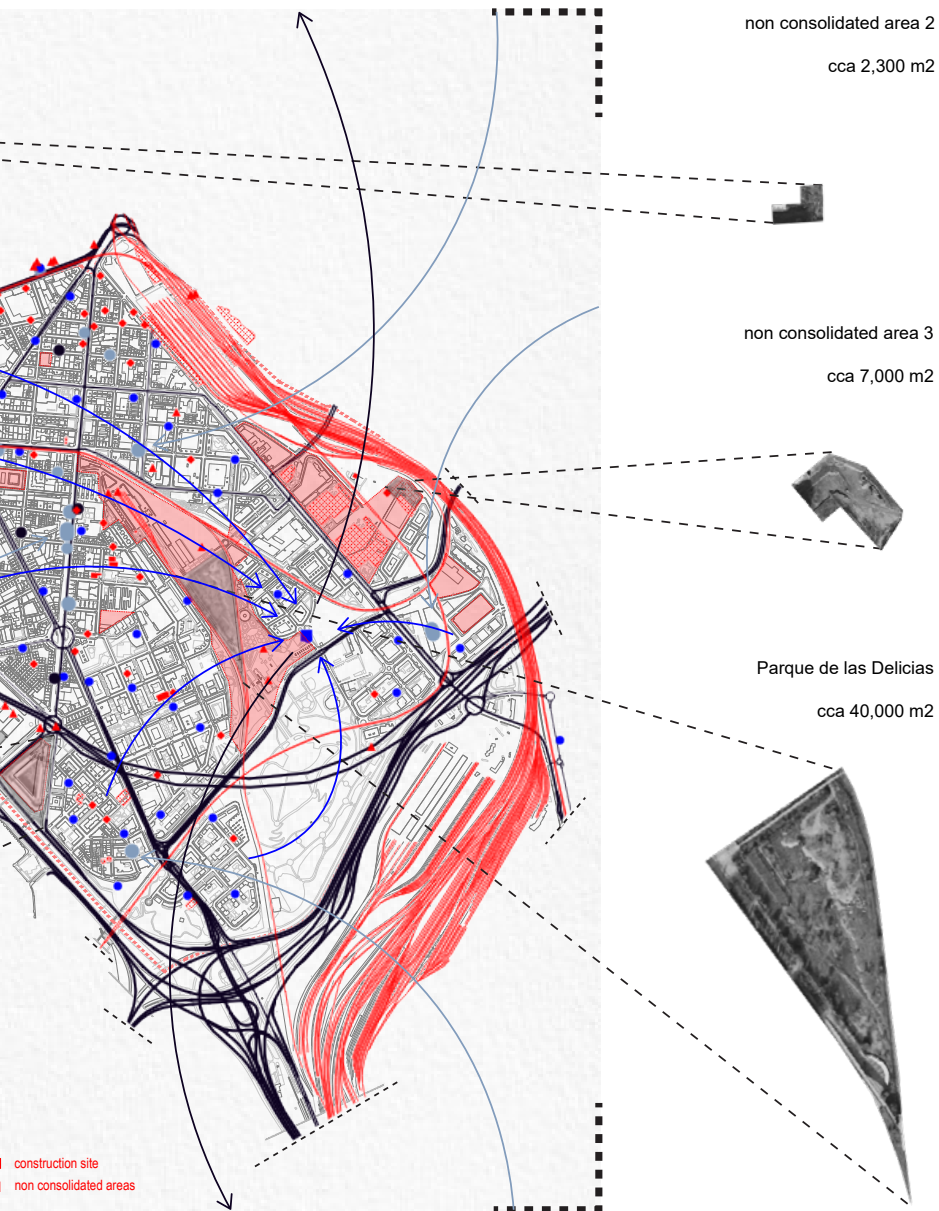 non consolidated area 2
cca 2,300 m2
non consolidated area 3
cca 7,000 m2
Parque de las Delicias
cca 40,000 m2
construction site
non consolidated areas